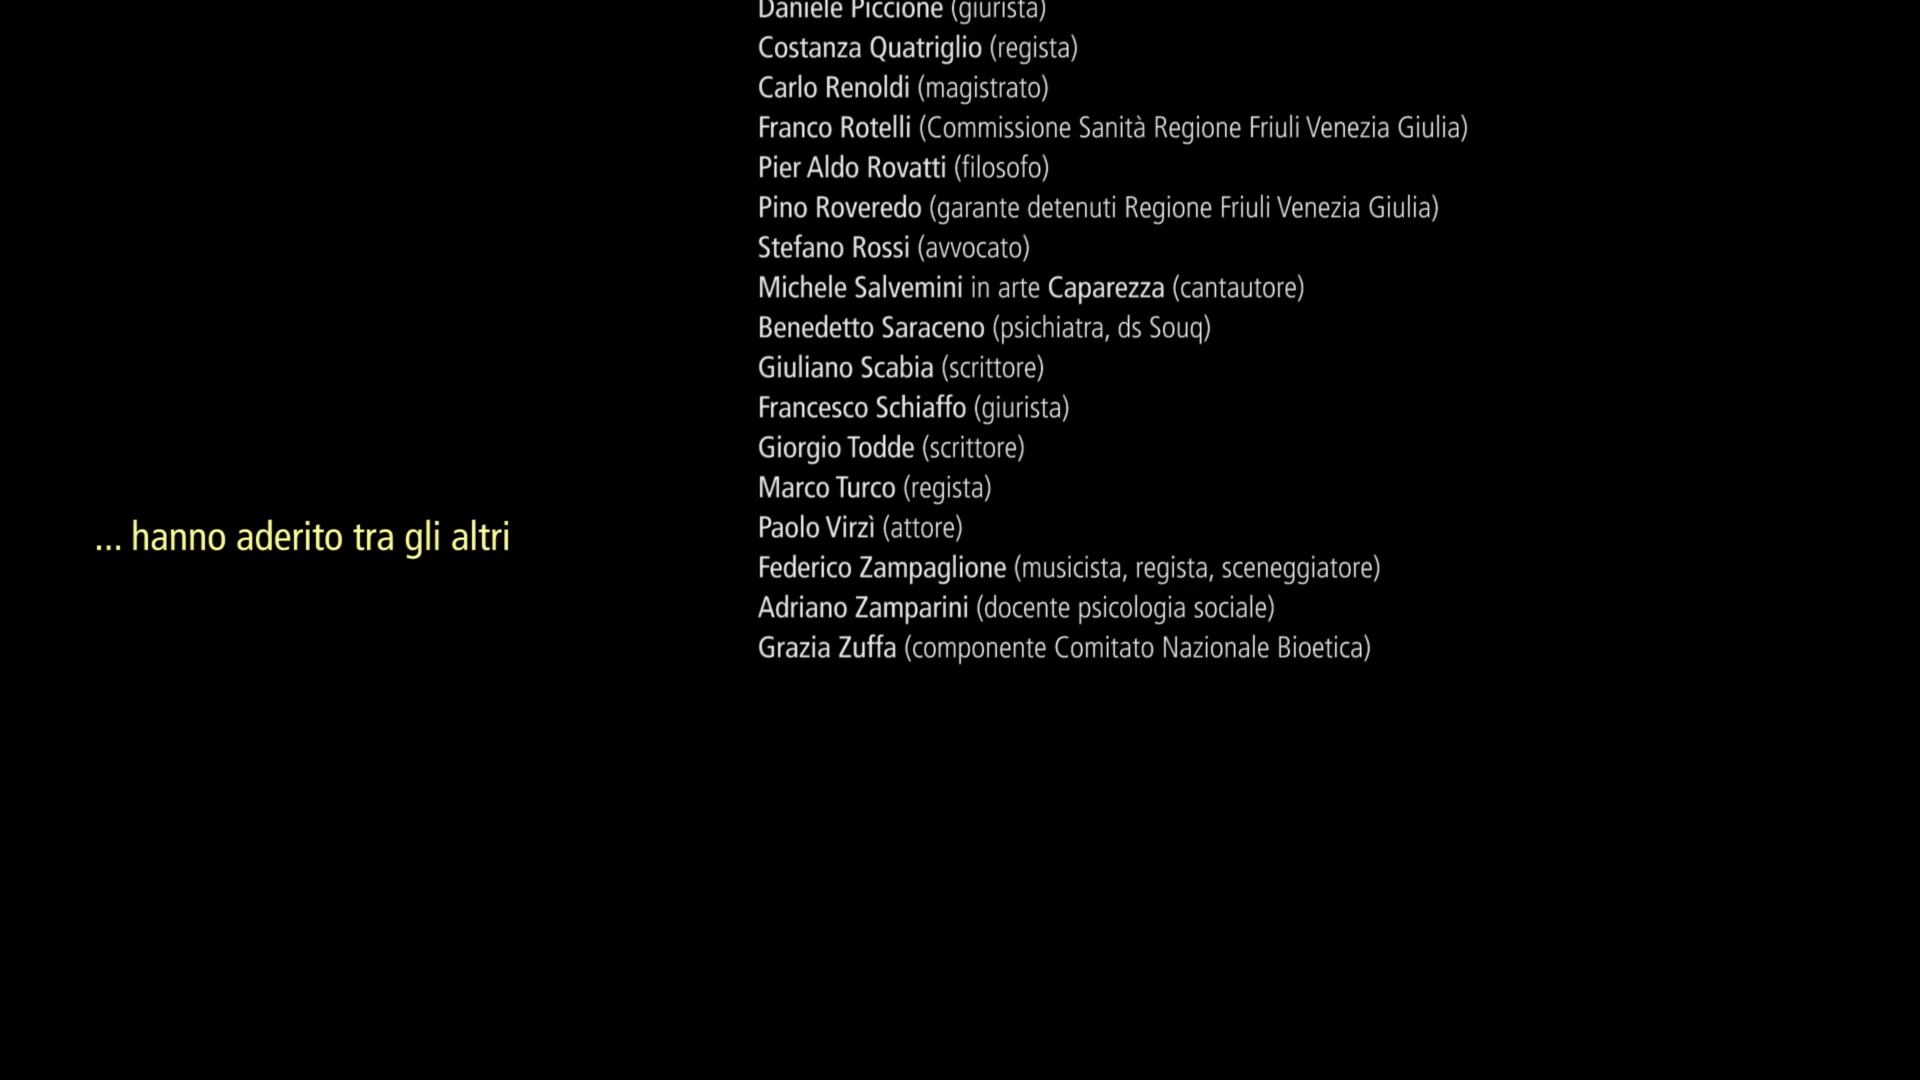 Daniele Piccione (giurista)
Costanza Quatriglio (regista)
Carlo Renoldi (magistrato)
Franco Rotelli (Commissione Sanità Regione Friuli Venezia Giulia)
Pier Aldo Rovatti (filosofo)
Pino Roveredo (garante detenuti Regione Friuli Venezia Giulia)
Stefano Rossi (avvocato)
Michele Salvemini in arte Caparezza (cantautore)
Benedetto Saraceno (psichiatra, ds Souq)
Giuliano Scabia (scrittore)
Francesco Schiaffo (giurista)
Giorgio Todde (scrittore)
Marco Turco (regista)
Paolo Virzì (attore)
... hanno aderito tra gli altri
Federico Zampaglione (musicista, regista, sceneggiatore)
Adriano Zamparini (docente psicologia sociale)
Grazia Zuffa (componente Comitato Nazionale Bioetica)